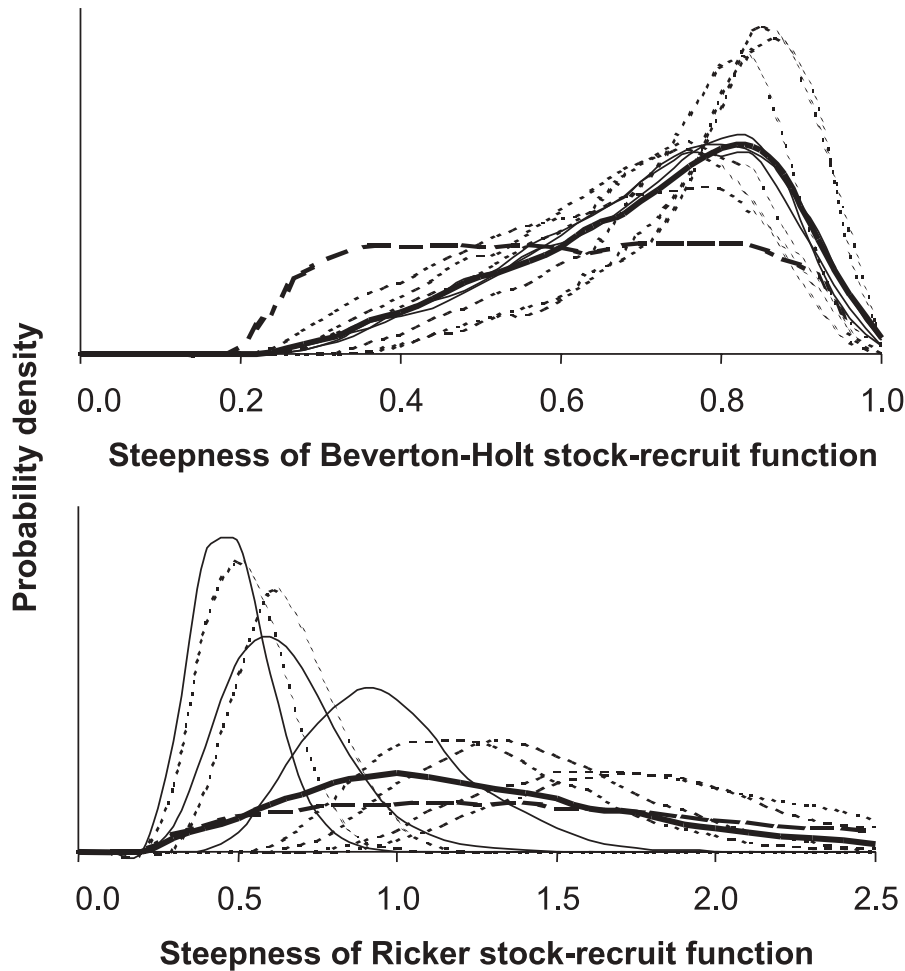 Probability density
0.0 0.2 0.4 0.6 0.8 1.0
Steepness of Beverton-Holt stock-recruit function
0.0 0.5 1.0 1.5 2.0 2.5
Steepness of Ricker stock-recruit function